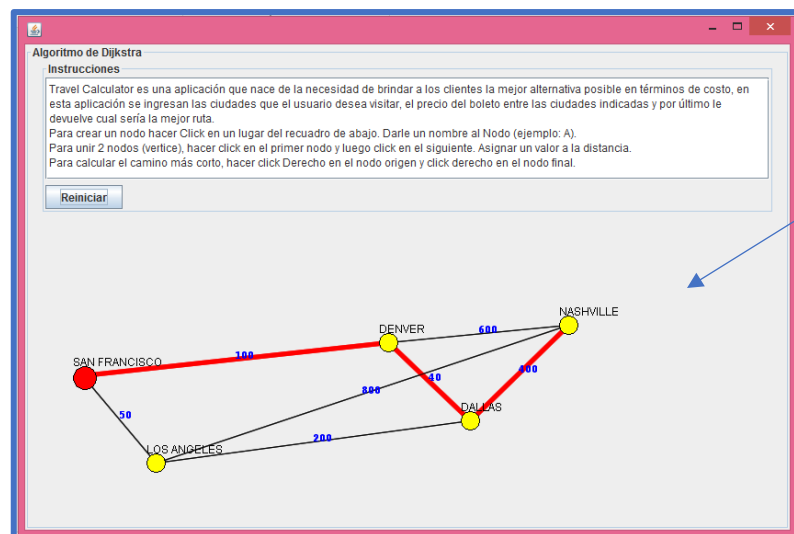 Algoritmo de Dijkstra
Instrucciones
Travel Calculator es una aplicación que nace de la necesidad de brindar a los clientes la mejor alternativa posible en términos de costo, en
esta aplicación se ingresan las ciudades que el usuario desea visitar, el precio del boleto entre las ciudades indicadas y por último le
devuelve cual sería la mejor ruta.
Para crear un nodo hacer Click en un lugar del recuadro de abajo. Darle un nombre al Nodo (ejemplo: A).
Para unir 2 nodos (vertice), hacer click en el primer nodo y luego click en el siguiente. Asignar un valor a la distancia.
Para calcular el camino más corto, hacer click Derecho en el nodo origen y click derecho en el nodo final.
Reiniciar
NASHVILLE
DENVER
600
SAN FRANCISCO
100
400
40
800
DALLAS
50
200
LOS ANGELES